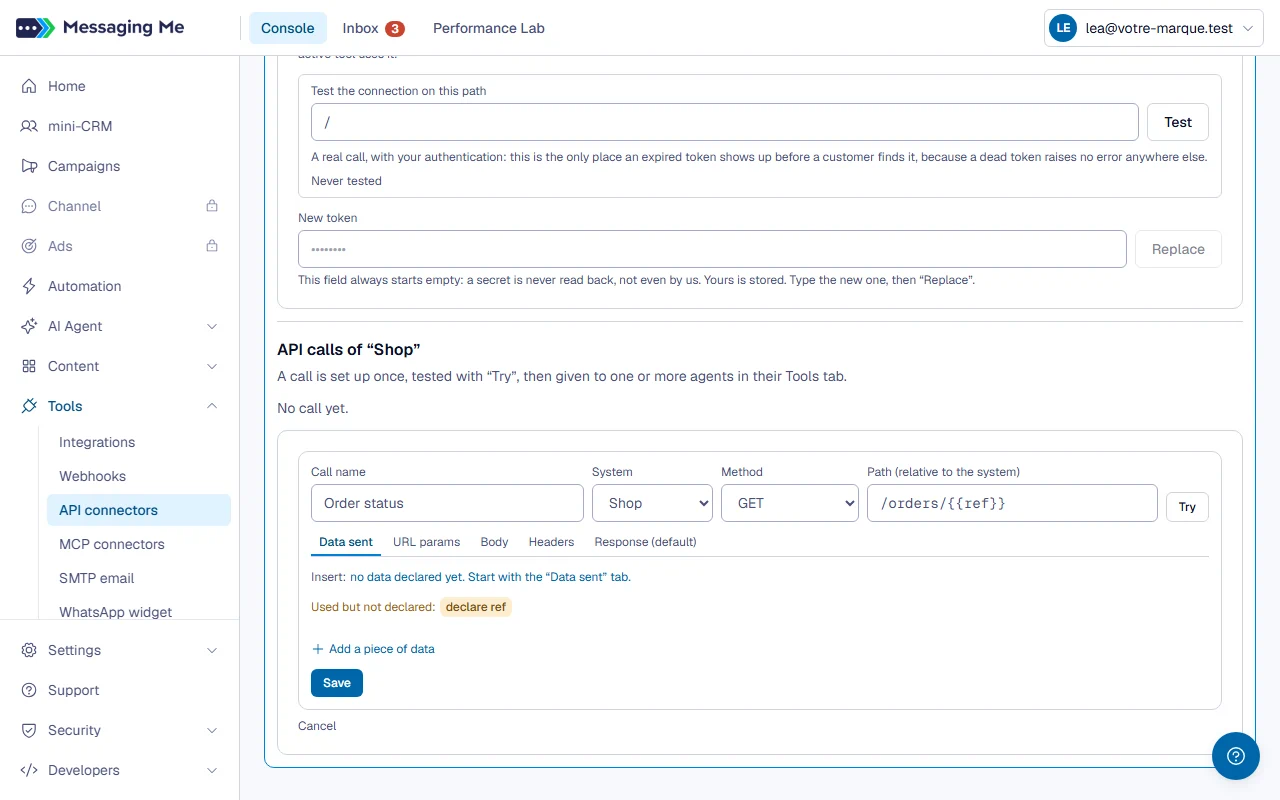 Messaging Me
Console
Inbox 3
Performance Lab
LE lea@votre-marque.test
Home
mini-CRM
Campaigns
Channel
Ads
Automation
AI Agent
Content
Tools
Integrations
Webhooks
API connectors
MCP connectors
SMTP email
WhatsApp widget
Settings
Support
Security
Developers
active tool uses it.
Test the connection on this path
/
Test
A real call, with your authentication: this is the only place an expired token shows up before a customer finds it, because a dead token raises no error anywhere else.
Never tested
New token
••••••••
Replace
This field always starts empty: a secret is never read back, not even by us. Yours is stored. Type the new one, then “Replace”.
API calls of “Shop”
A call is set up once, tested with “Try”, then given to one or more agents in their Tools tab.
No call yet.
Call name System Method Path (relative to the system)
Order status Shop GET /orders/{{ref}} Try
Data sent URL params Body Headers Response (default)
Insert: no data declared yet. Start with the “Data sent” tab.
Used but not declared: declare ref
+ Add a piece of data
Save
Cancel